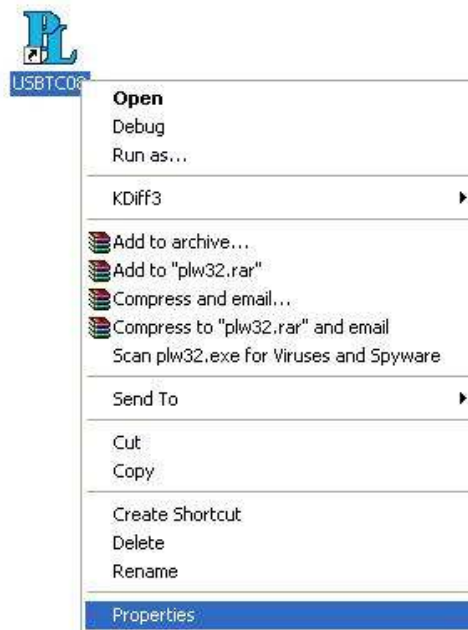 PL
USBTC08
Open
Debug
Run as...
KDiff3
Add to archive...
Add to "plw32.rar"
Compress and email...
Compress to "plw32.rar" and email
Scan plw32.exe for Viruses and Spyware
Send To
Cut
Copy
Create Shortcut
Delete
Rename
Properties